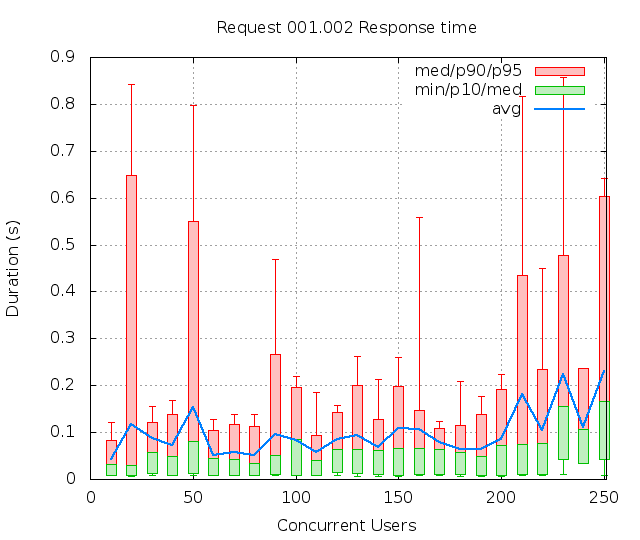 Request 001.002 Response time
0.9
0.8
0.7
0.6
0.5
0.4
0.3
0.2
0.1
0
Duration (s)
med/p90/p95
min/p10/med
avg
0 50 100 150 200 250
Concurrent Users